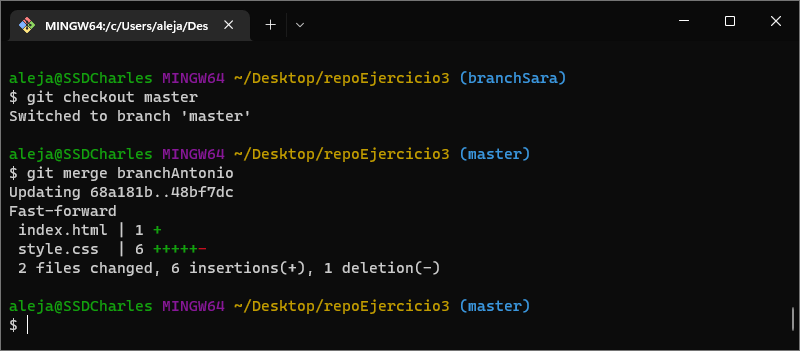 MINGW64:/c/Users/aleja/Des
aleja@SSDCharles MINGW64 ~/Desktop/repoEjercicio3 (branchSara)
$ git checkout master
Switched to branch 'master'
aleja@SSDCharles MINGW64 ~/Desktop/repoEjercicio3 (master)
$ git merge branchAntonio
Updating 68a181b..48bf7dc
Fast-forward
 index.html | 1 +
 style.css  | 6 +++++-
 2 files changed, 6 insertions(+), 1 deletion(-)
aleja@SSDCharles MINGW64 ~/Desktop/repoEjercicio3 (master)
$